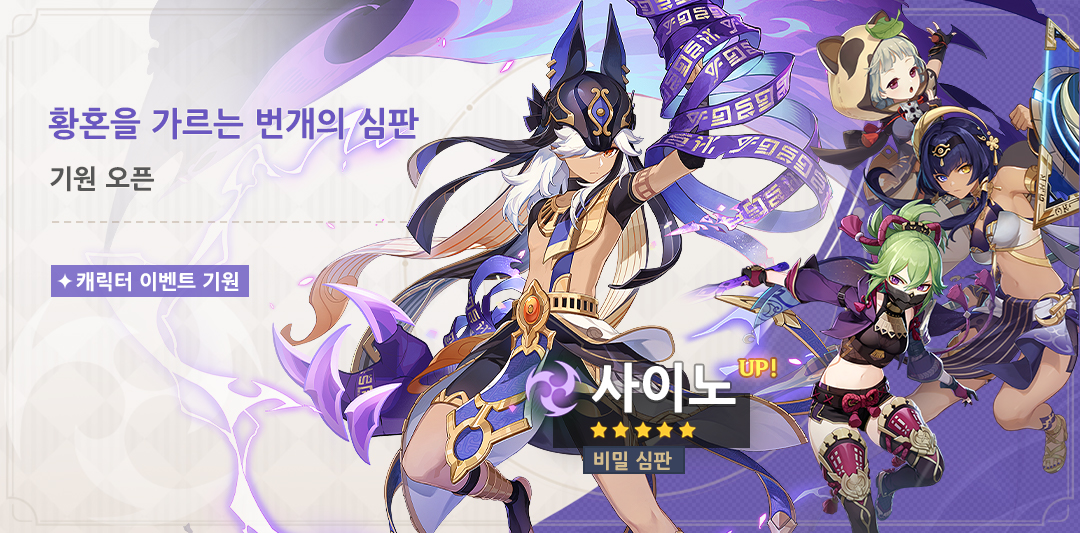 황혼을 가르는 번개의 심판
기원 오픈
✦캐릭터 이벤트 기원
사이노 UP!
★★★★★
비밀 심판